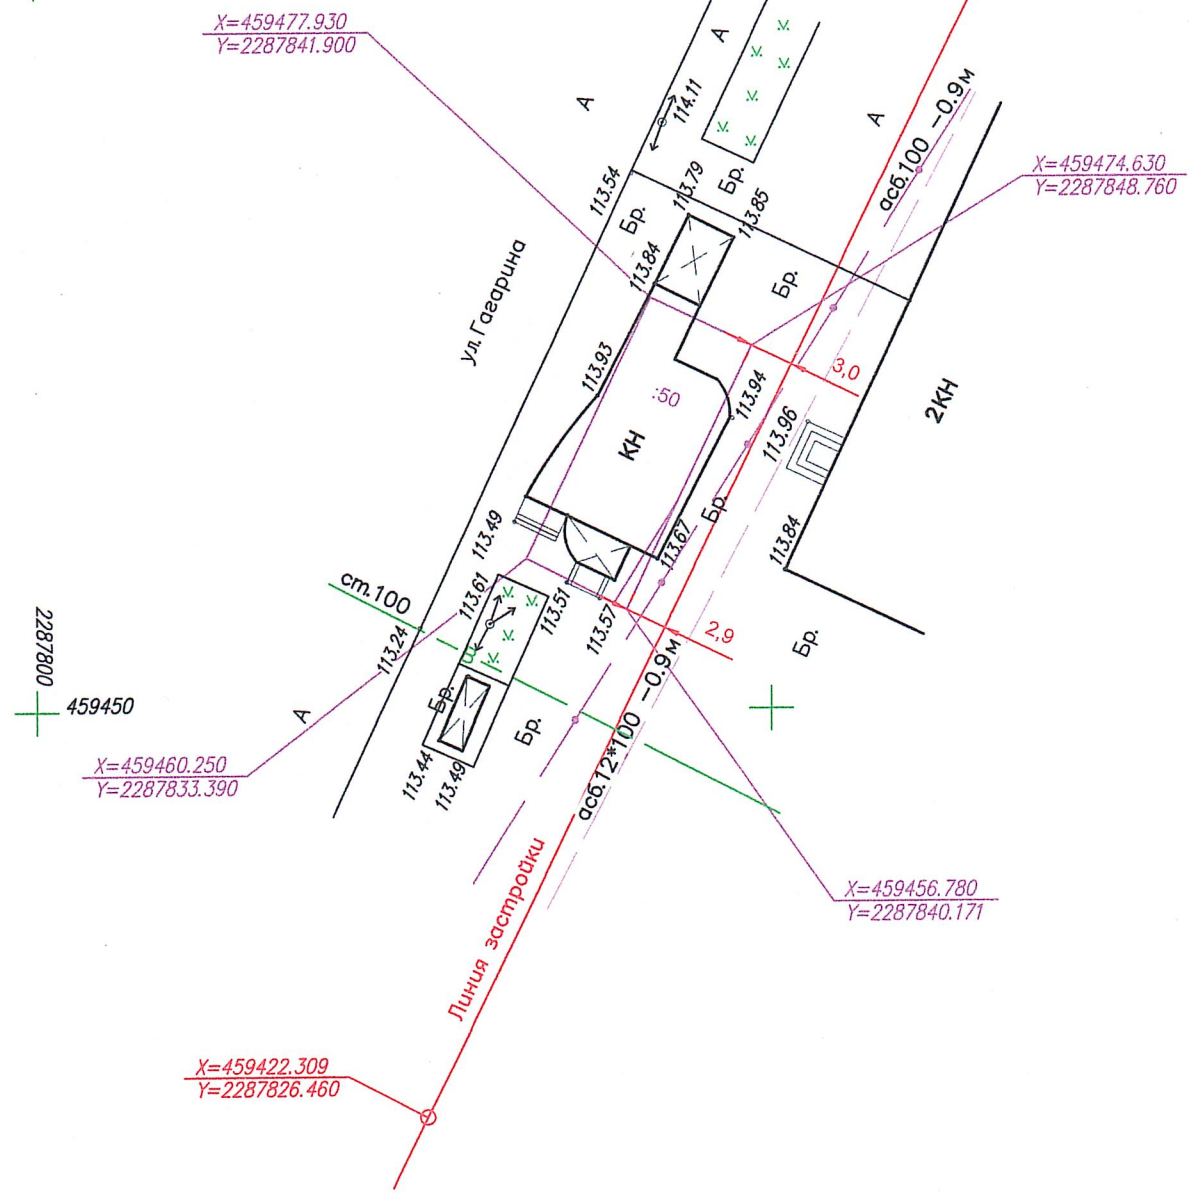 X=459477.930
Y=2287841.900
А
114.11
А
А
асб.100 -0.9м
X=459474.630
Y=2287848.760
113.54
113.79
Бр.
113.85
Бр.
113.84
Бр.
ул.Гагарина
113.93
:50
113.94
3,0
2КН
КН
113.96
Бр.
113.49
113.67
113.84
ст.100
113.61
113.51
113.57
2,9
Бр.
2287800
459450
113.24
В
Бр.
Бр.
А
асб.12*100 -0.9м
X=459460.250
Y=2287833.390
113.44
113.49
X=459456.780
Y=2287840.171
Линия застройки
X=459422.309
Y=2287826.460